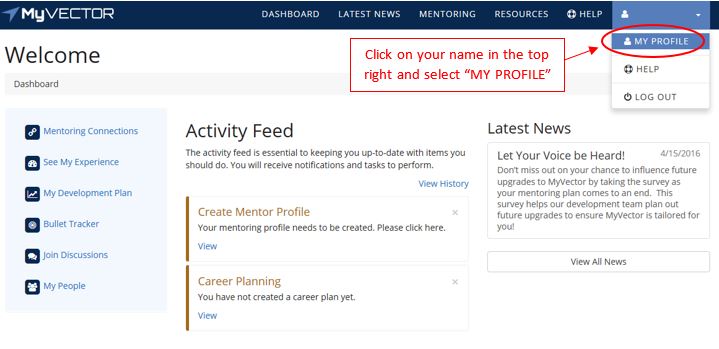 MyVECTOR
DASHBOARD
LATEST NEWS
MENTORING
RESOURCES
HELP
MY PROFILE
HELP
LOG OUT
Click on your name in the top
right and select “MY PROFILE”
Welcome
Dashboard
Mentoring Connections
See My Experience
My Development Plan
Bullet Tracker
Join Discussions
My People
Activity Feed
The activity feed is essential to keeping you up-to-date with items you
should do. You will receive notifications and tasks to perform.
View History
Create Mentor Profile
×
Your mentoring profile needs to be created. Please click here.
View
Career Planning
×
You have not created a career plan yet.
View
Latest News
Let Your Voice be Heard!
4/15/2016
Don't miss out on your chance to influence future
upgrades to MyVector by taking the survey as
your mentoring plan comes to an end. This
survey helps our development team plan out
future upgrades to ensure MyVector is tailored for
you!
View All News